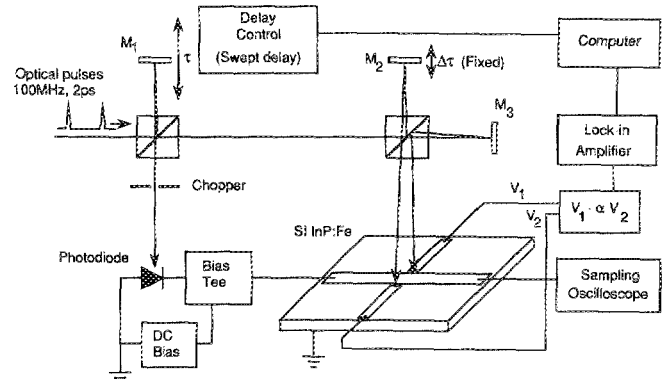 Delay
Control
(Swept delay)
Computer
M1
τ
M2
Δτ (Fixed)
Optical pulses
100MHz, 2ps
M3
Lock-in
Amplifier
Chopper
V1
V2
V1 - α V2
SI InP:Fe
Photodiode
Bias
Tee
Sampling
Oscilloscope
DC
Bias